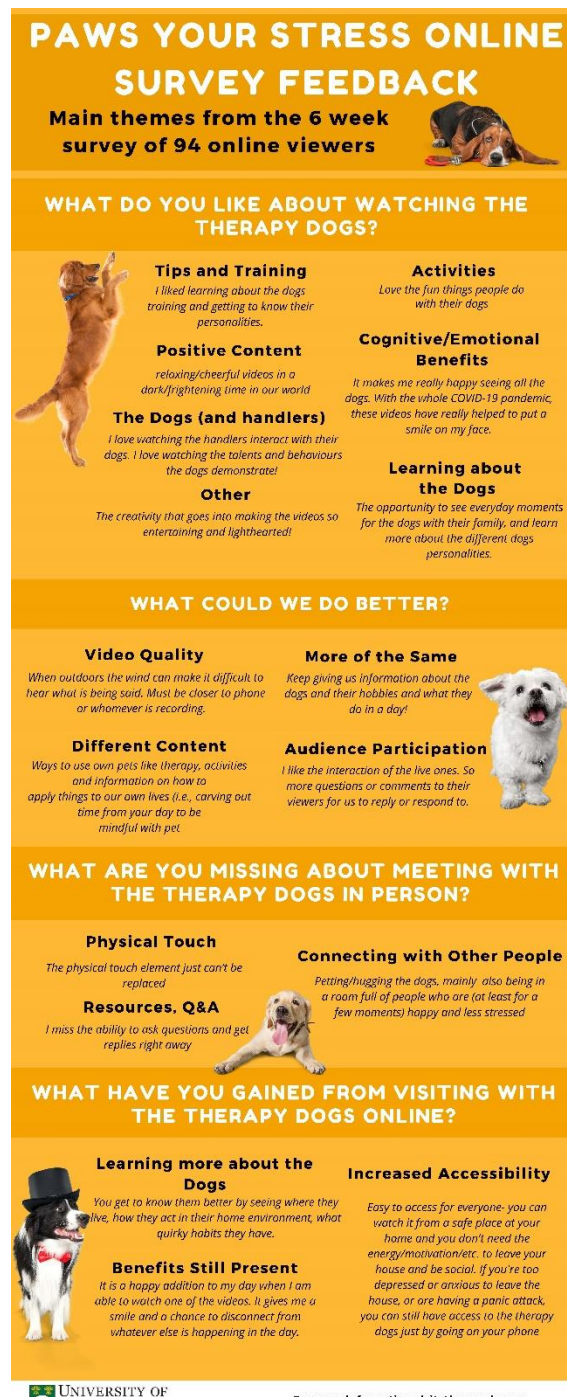 PAWS YOUR STRESS ONLINE
SURVEY FEEDBACK
Main themes from the 6 week
survey of 94 online viewers
WHAT DO YOU LIKE ABOUT WATCHING THE
THERAPY DOGS?
Tips and Training
I liked learning about the dogs
training and getting to know their
personalities.
Positive Content
relaxing/cheerful videos in a
dark/frightening time in our world
The Dogs (and handlers)
I love watching the handlers interact with their
dogs. I love watching the talents and behaviours
the dogs demonstrate!
Other
The creativity that goes into making the videos so
entertaining and lighthearted!
Activities
Love the fun things people do
with their dogs
Cognitive/Emotional
Benefits
It makes me really happy seeing all the
dogs. With the whole COVID-19 pandemic,
these videos have really helped to put a
smile on my face.
Learning about
the Dogs
The opportunity to see everyday moments
for the dogs with their family, and learn
more about the different dogs
personalities.
WHAT COULD WE DO BETTER?
Video Quality
When outdoors the wind can make it difficult to
hear what is being said. Must be closer to phone
or whomever is recording.
Different Content
Ways to use own pets like therapy, activities
and information on how to
apply things to our own lives (i.e., carving out
time from your day to be
mindful with pet
More of the Same
Keep giving us information about the
dogs and their hobbies and what they
do in a day!
Audience Participation
I like the interaction of the live ones. So
more questions or comments to their
viewers for us to reply or respond to.
WHAT ARE YOU MISSING ABOUT MEETING WITH
THE THERAPY DOGS IN PERSON?
Physical Touch
The physical touch element just can't be
replaced
Resources, Q&A
I miss the ability to ask questions and get
replies right away
Connecting with Other People
Petting/hugging the dogs, mainly also being in
a room full of people who are (at least for a
few moments) happy and less stressed
WHAT HAVE YOU GAINED FROM VISITING WITH
THE THERAPY DOGS ONLINE?
Learning more about the
Dogs
You get to know them better by seeing where they
live, how they act in their home environment, what
quirky habits they have.
Benefits Still Present
It is a happy addition to my day when I am
able to watch one of the videos. It gives me a
smile and a chance to disconnect from
whatever else is happening in the day.
Increased Accessibility
Easy to access for everyone- you can
watch it from a safe place at your
home and you don't need the
energy/motivation/etc. to leave your
house and be social. If you're too
depressed or anxious to leave the
house, or are having a panic attack,
you can still have access to the therapy
dogs just by going on your phone
UNIVERSITY OF